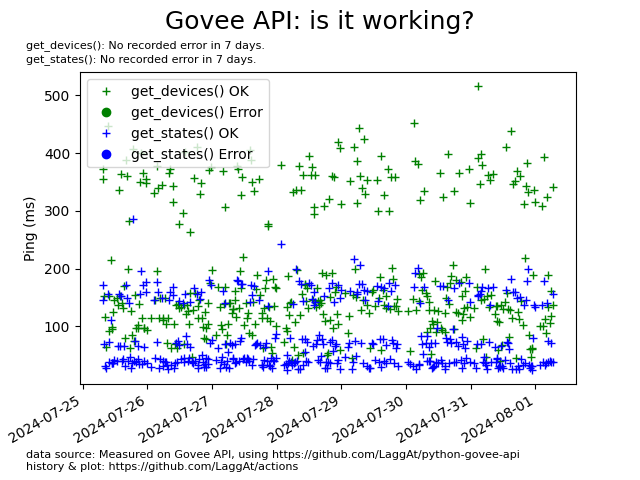 Govee API: is it working?
get_devices(): No recorded error in 7 days.
get_states(): No recorded error in 7 days.
get_devices() OK
get_devices() Error
get_states() OK
get_states() Error
Ping (ms)
500
400
300
200
100
2024-07-25
2024-07-26
2024-07-27
2024-07-28
2024-07-29
2024-07-30
2024-07-31
2024-08-01
data source: Measured on Govee API, using https://github.com/LaggAt/python-govee-api
history & plot: https://github.com/LaggAt/actions